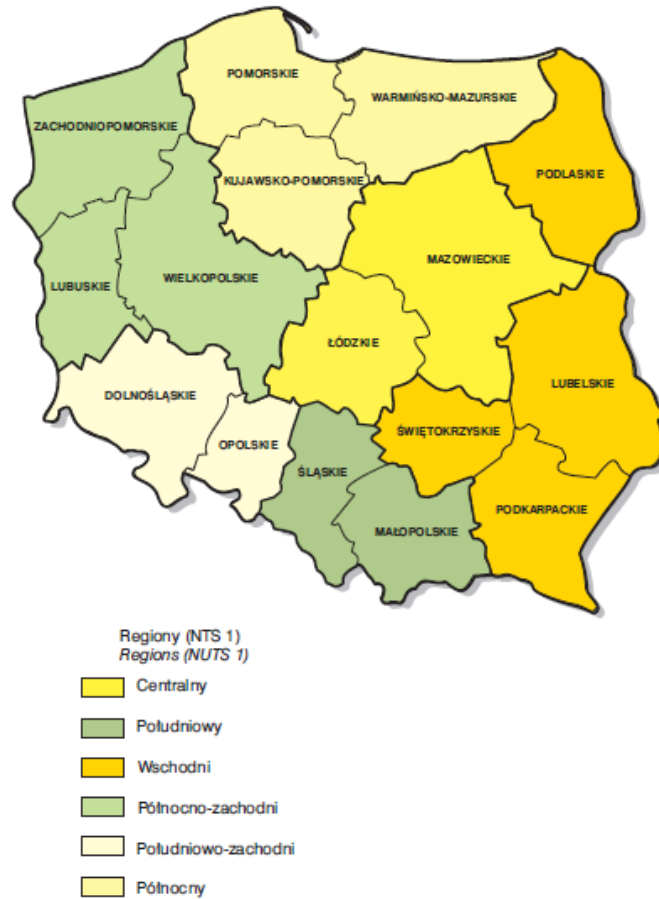 POMORSKIE
WARMIŃSKO-MAZURSKIE
ZACHODNIOPOMORSKIE
KUJAWSKO-POMORSKIE
PODLASKIE
MAZOWIECKIE
LUBUSKIE
WIELKOPOLSKIE
ŁÓDZKIE
LUBELSKIE
DOLNOŚLĄSKIE
ŚWIĘTOKRZYSKIE
OPOLSKIE
ŚLĄSKIE
PODKARPACKIE
MAŁOPOLSKIE
Regiony (NTS 1)
Regions (NUTS 1)
Centralny
Południowy
Wschodni
Północno-zachodni
Południowo-zachodni
Północny